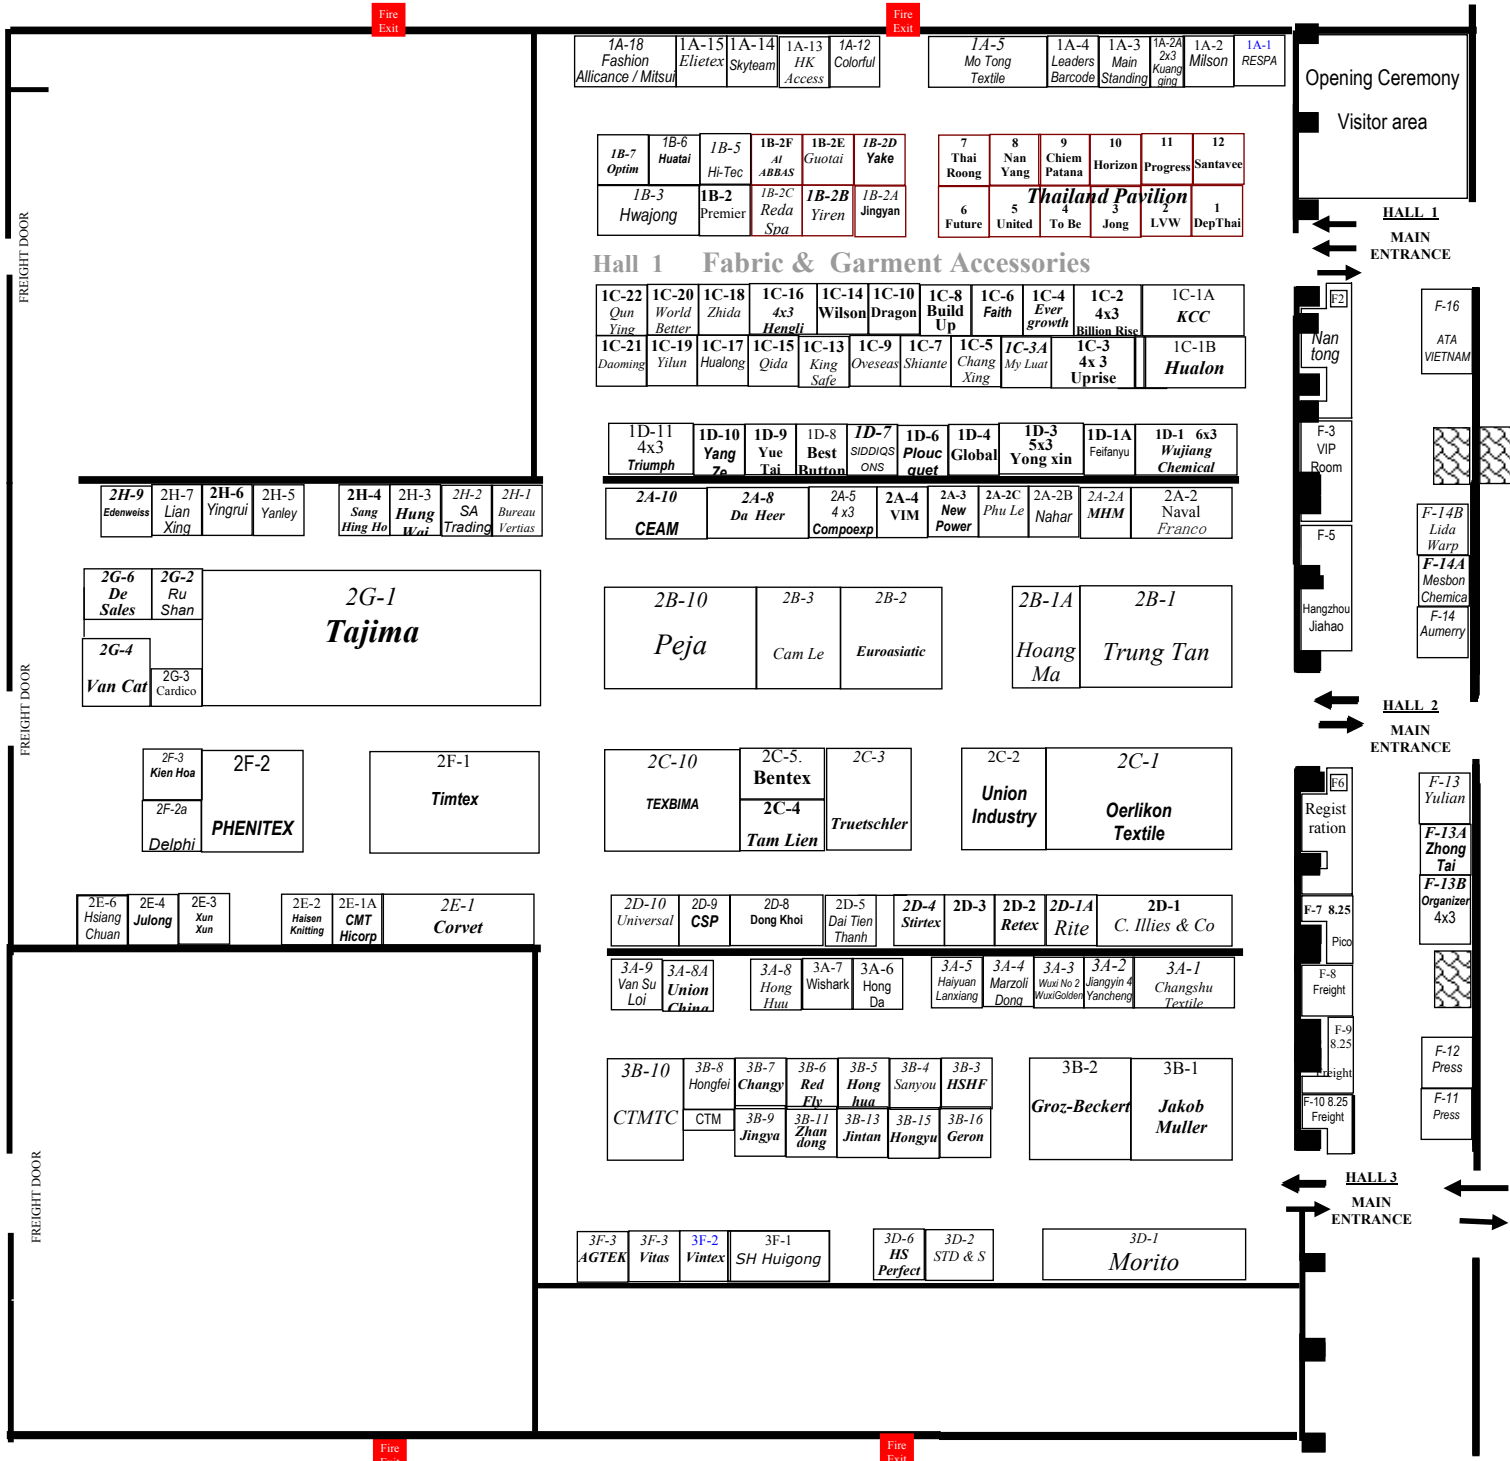 Fire
Exit
Fire
Exit
1A-18
Fashion
Allicance / Mitsui
1A-15
Elietex
1A-14
Skyteam
1A-13
HK
Access
1A-12
Colorful
1A-5
Mo Tong
Textile
1A-4
Leaders
Barcode
1A-3
Main
Standing
1A-2A
2x3
Kuang
ging
1A-2
Milson
1A-1
RESPA
Opening Ceremony
Visitor area
1B-7
Optim
1B-6
Huatai
1B-5
Hi-Tec
1B-2F
Al
ABBAS
1B-2E
Guotai
1B-2D
Yake
7
Thai
Roong
8
Nan
Yang
9
Chiem
Patana
10
Horizon
11
Progress
12
Santavee
1B-3
Hwajong
1B-2
Premier
1B-2C
Reda
Spa
1B-2B
Yiren
1B-2A
Jingyan
Thailand Pavilion
6
Future
5
United
4
To Be
3
Jong
2
LVW
1
DepThai
HALL 1
MAIN
ENTRANCE
FREIGHT DOOR
Hall 1 Fabric & Garment Accessories
1C-22
Qun
Ying
1C-20
World
Better
1C-18
Zhida
1C-16
4x3
Hengli
1C-14
Wilson
1C-10
Dragon
1C-8
Build
Up
1C-6
Faith
1C-4
Ever
growth
1C-2
4x3
Billion Rise
1C-1A
KCC
F2
Nan
tong
F-16
ATA
VIETNAM
1C-21
Daoming
1C-19
Yilun
1C-17
Hualong
1C-15
Qida
1C-13
King
Safe
1C-9
Oveseas
1C-7
Shiante
1C-5
Chang
Xing
1C-3A
My Luat
1C-3
4x 3
Uprise
1C-1B
Hualon
1D-11
4x3
Triumph
1D-10
Yang
Ze
1D-9
Yue
Tai
1D-8
Best
Button
1D-7
SIDDIQS
ONS
1D-6
Plouc
quet
1D-4
Global
1D-3
5x3
Yong xin
1D-1A
Feifanyu
1D-1 6x3
Wujiang
Chemical
F-3
VIP
Room
2H-9
Edenweiss
2H-7
Lian
Xing
2H-6
Yingrui
2H-5
Yanley
2H-4
Sang
Hing Ho
2H-3
Hung
Wai
2H-2
SA
Trading
2H-1
Bureau
Vertias
2A-10
CEAM
2A-8
Da Heer
2A-5
4 x3
Compoexp
2A-4
VIM
2A-3
New
Power
2A-2C
Phu Le
2A-2B
Nahar
2A-2A
MHM
2A-2
Naval
Franco
F-5
Hangzhou
Jiahao
F-14B
Lida
Warp
F-14A
Mesbon
Chemica
F-14
Aumerry
2G-6
De
Sales
2G-2
Ru
Shan
2G-1
Tajima
2G-4
Van Cat
2G-3
Cardico
2B-10
Peja
2B-3
Cam Le
2B-2
Euroasiatic
2B-1A
Hoang
Ma
2B-1
Trung Tan
FREIGHT DOOR
HALL 2
MAIN
ENTRANCE
2F-3
Kien Hoa
2F-2a
Delphi
2F-2
PHENITEX
2F-1
Timtex
2C-10
TEXBIMA
2C-5.
Bentex
2C-4
Tam Lien
2C-3
Truetschler
2C-2
Union
Industry
2C-1
Oerlikon
Textile
F6
Regist
ration
F-13
Yulian
F-13A
Zhong
Tai
F-13B
Organizer
4x3
2E-6
Hsiang
Chuan
2E-4
Julong
2E-3
Xun
Xun
2E-2
Haisen
Knitting
2E-1A
CMT
Hicorp
2E-1
Corvet
2D-10
Universal
2D-9
CSP
2D-8
Dong Khoi
2D-5
Dai Tien
Thanh
2D-4
Stirtex
2D-3
2D-2
Retex
2D-1A
Rite
2D-1
C. Illies & Co
F-7 8.25
Pico
3A-9
Van Su
Loi
3A-8A
Union
China
3A-8
Hong
Huu
3A-7
Wishark
3A-6
Hong
Da
3A-5
Haiyuan
Lanxiang
3A-4
Marzoli
Dong
3A-3
Wuxi No 2
WuxiGolden
3A-2
Jiangyin 4
Yancheng
3A-1
Changshu
Textile
F-8
Freight
F-9
8.25
Freight
F-12
Press
3B-10
CTMTC
3B-8
Hongfei
CTM
3B-7
Changy
3B-6
Red
Fly
3B-5
Hong
hua
3B-4
Sanyou
3B-3
HSHF
3B-9
Jingya
3B-11
Zhan
dong
3B-13
Jintan
3B-15
Hongyu
3B-16
Geron
3B-2
Groz-Beckert
3B-1
Jakob
Muller
F-10 8.25
Freight
F-11
Press
FREIGHT DOOR
HALL 3
MAIN
ENTRANCE
3F-3
AGTEK
3F-3
Vitas
3F-2
Vintex
3F-1
SH Huigong
3D-6
HS
Perfect
3D-2
STD & S
3D-1
Morito
Fire
Exit
Fire
Exit